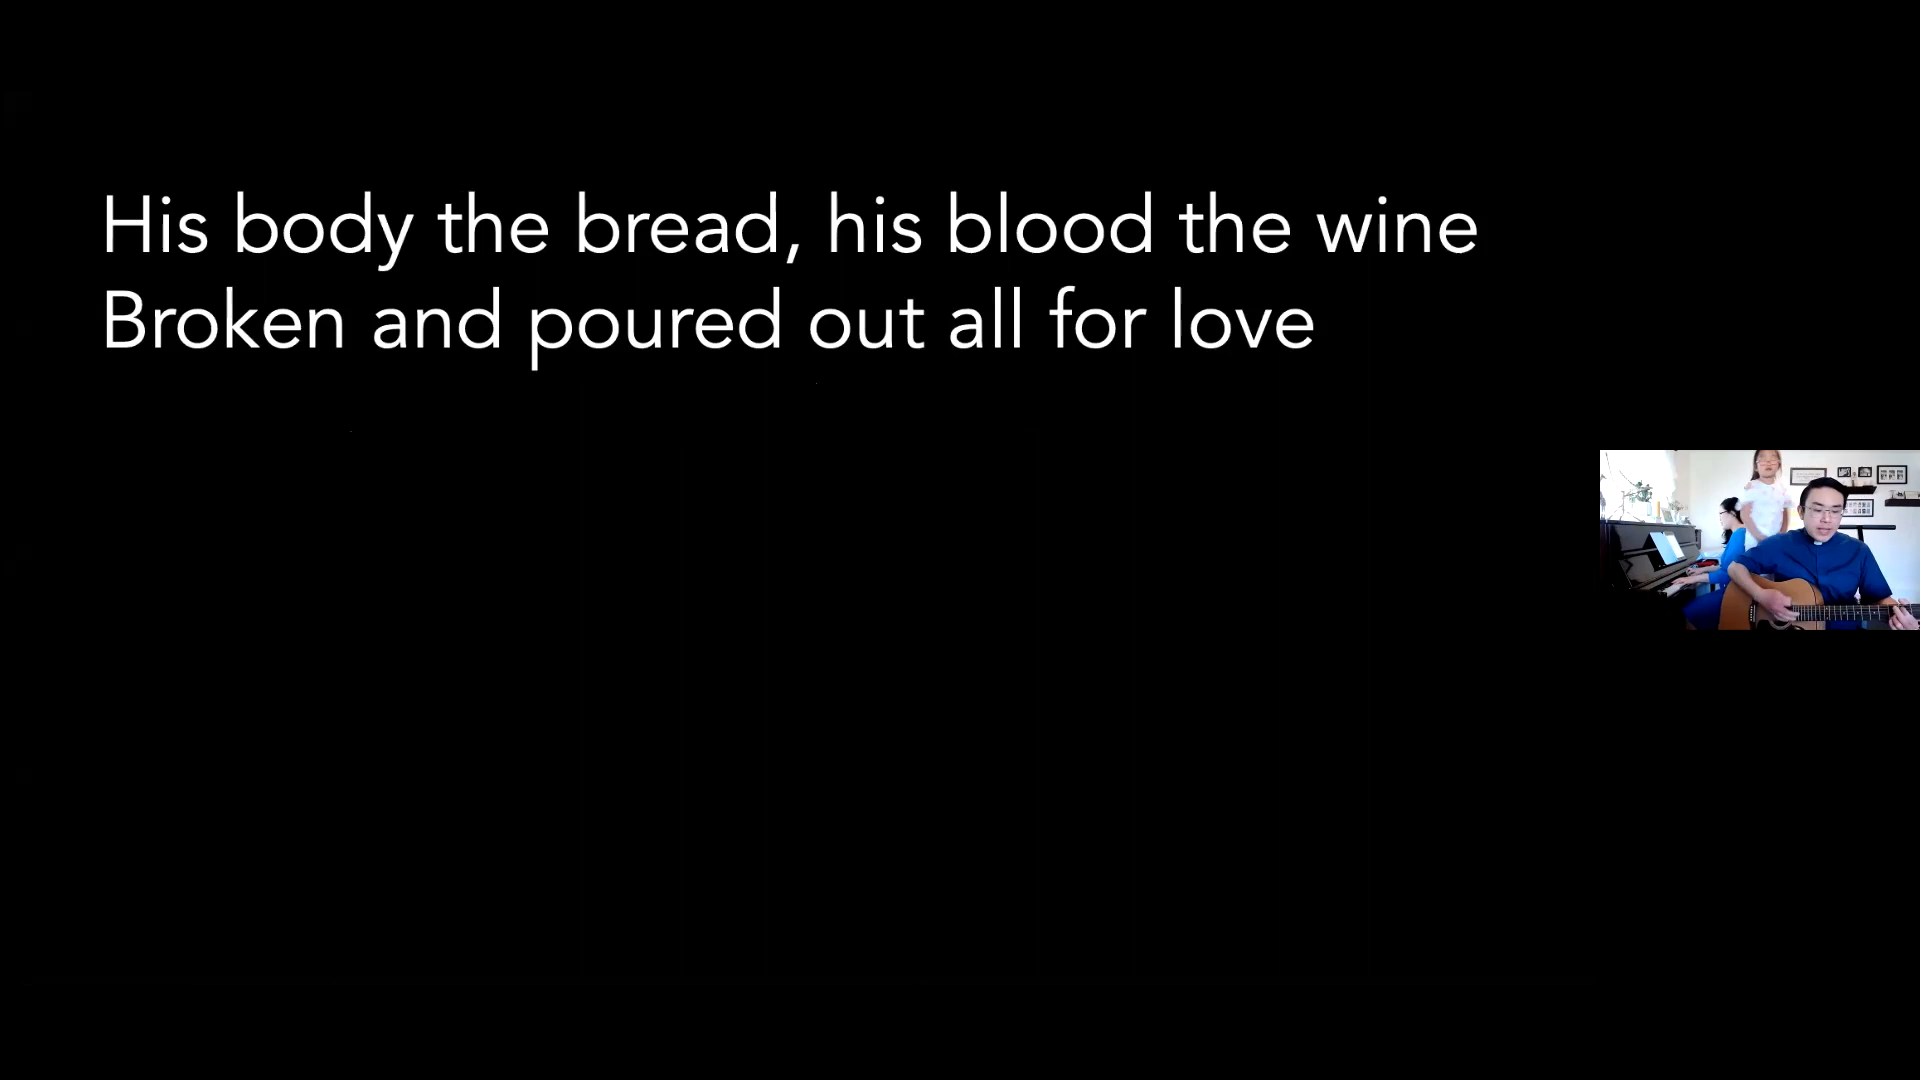 His body the bread, his blood the wine
Broken and poured out all for love